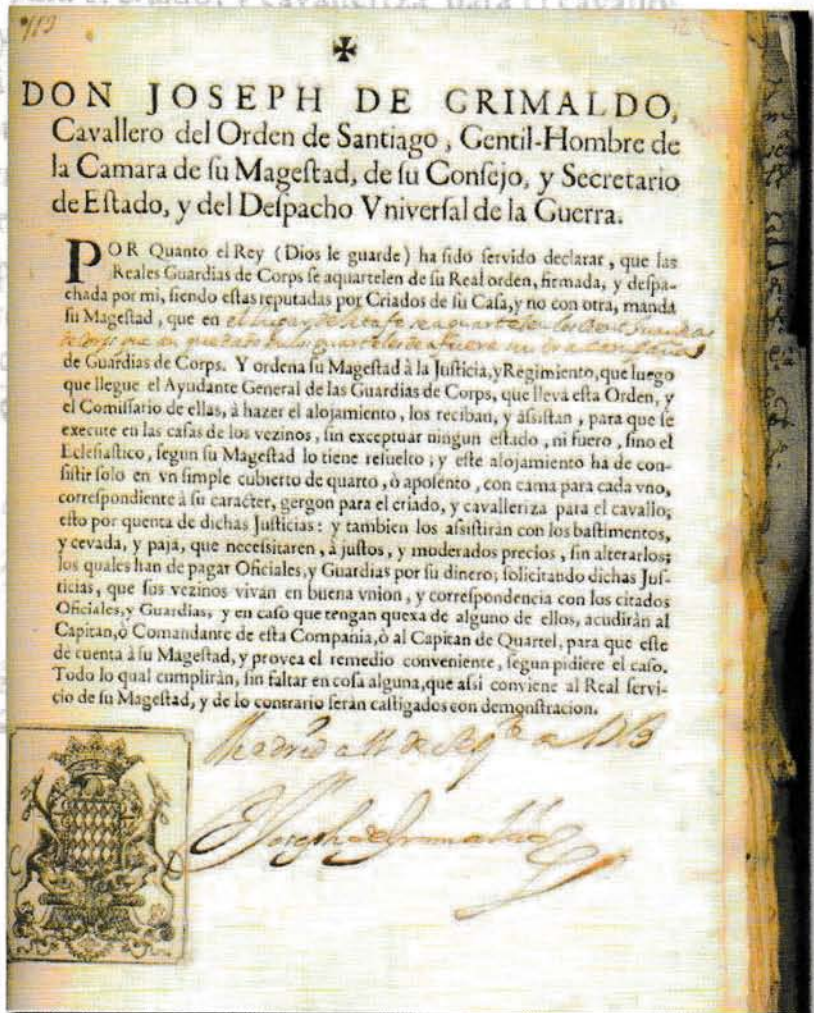 ✠
DON JOSEPH DE GRIMALDO,
Cavallero del Orden de Santiago, Gentil-Hombre de
la Camara de ſu Mageſtad, de ſu Conſejo, y Secretario
de Eſtado, y del Deſpacho Vniverſal de la Guerra.
POR Quanto el Rey (Dios le guarde) ha ſido ſervido declarar, que las
Reales Guardias de Corps ſe aquartelen de ſu Real orden, firmada, y deſpa-
chada por mi, ſiendo eſtas reputadas por Criados de ſu Caſa, y no con otra, manda
ſu Mageſtad, que en el lugar de
de Guardias de Corps. Y ordena ſu Mageſtad à la Juſticia, y Regimiento, que luego
que llegue el Ayudante General de las Guardias de Corps, que lleva eſta Orden, y
el Comiſſario de ellas, à hazer el alojamiento, los reciban, y aſsiſtan, para que ſe
execute en las caſas de los vezinos, ſin exceptuar ningun eſtado, ni fuero, ſino el
Ecleſiaſtico, ſegun ſu Mageſtad lo tiene reſuelto; y eſte alojamiento ha de con-
ſiſtir ſolo en vn ſimple cubierto de quarto, ò apoſento, con cama para cada vno,
correſpondiente à ſu caracter, gergon para el criado, y cavalleriza para el cavallo;
eſto por quenta de dichas Juſticias: y tambien los aſsiſtiràn con los baſtimentos,
y cevada, y paja, que neceſsitaren, à juſtos, y moderados precios, ſin alterarlos;
los quales han de pagar Oficiales, y Guardias por ſu dinero; ſolicitando dichas Juſ-
ticias, que ſus vezinos vivan en buena vnion, y correſpondencia con los citados
Oficiales, y Guardias, y en caſo que tengan quexa de alguno de ellos, acudiràn al
Capitan, ò Comandante de eſta Compañia, ò al Capitan de Quartel, para que eſte
dè cuenta à ſu Mageſtad, y provea el remedio conveniente, ſegun pidiere el caſo.
Todo lo qual cumpliràn, ſin faltar en coſa alguna, que aſsi conviene al Real ſervi-
cio de ſu Mageſtad, y de lo contrario ſeràn caſtigados con demonſtracion.
Madrid a de de
Joseph de Grimaldo